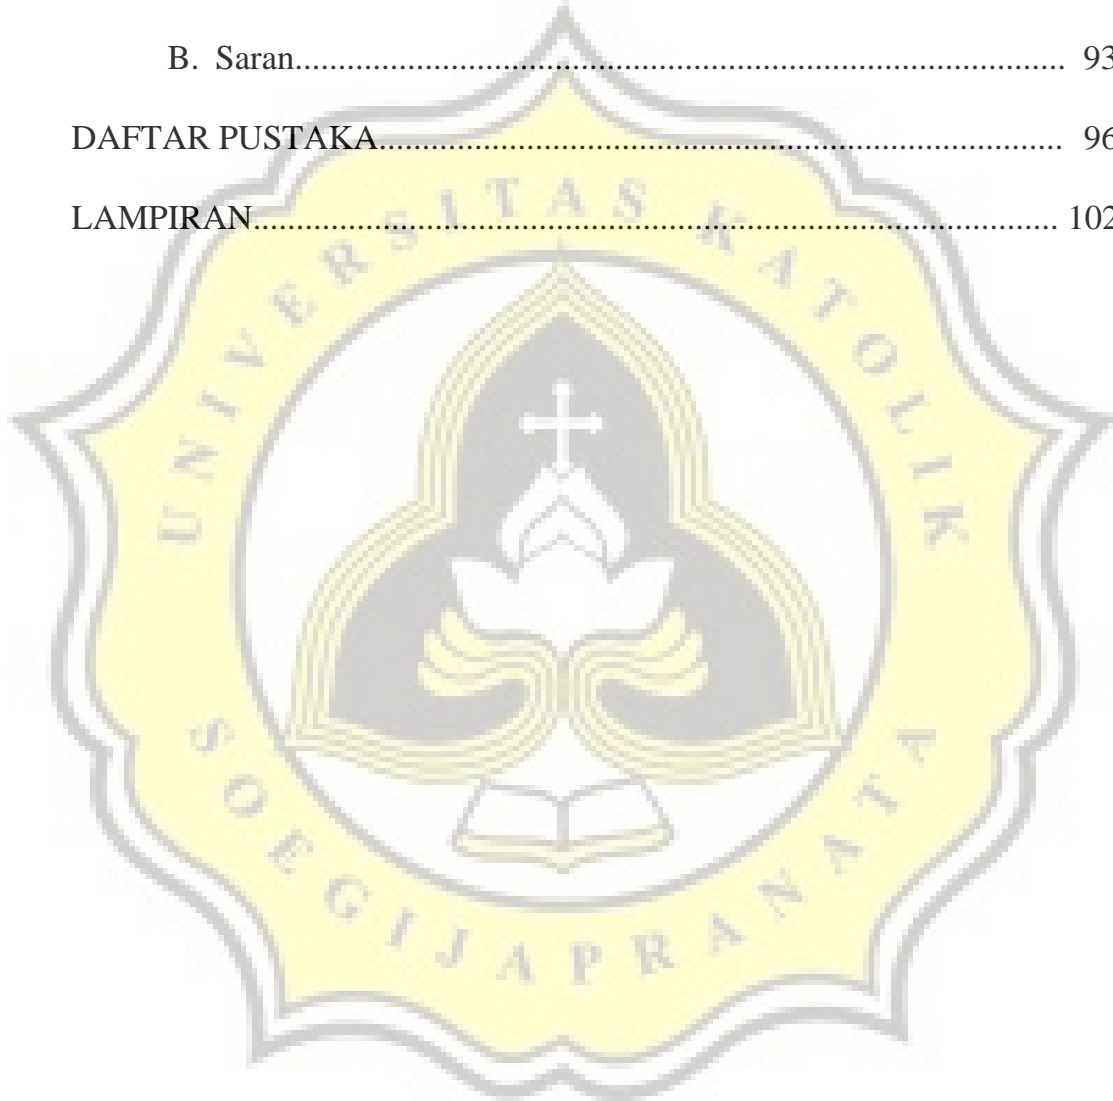 B. Saran........................................................................................ 93
DAFTAR PUSTAKA............................................................................... 96
LAMPIRAN............................................................................................ 102
UNIVERSITAS KATOLIK
SOEGIJAPRANATA